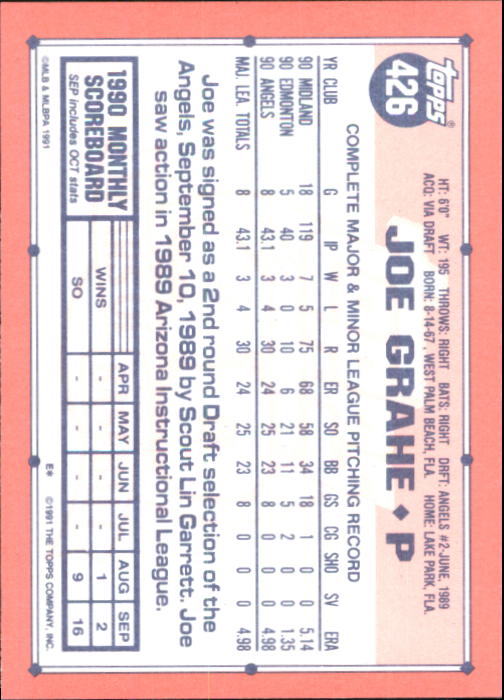 TOPPS®
426
HT: 6'0" WT: 195 THROWS: RIGHT BATS: RIGHT DRFT: ANGELS #2-JUNE, 1989
ACQ: VIA DRAFT BORN: 8-14-67, WEST PALM BEACH, FLA. HOME: LAKE PARK, FLA.
JOE GRAHE ♦ P
COMPLETE MAJOR & MINOR LEAGUE PITCHING RECORD
YR CLUB G IP W L R ER SO BB GS CG SHO SV ERA
90 MIDLAND 18 119 7 5 75 68 58 34 18 1 0 0 5.14
90 EDMONTON 5 40 3 0 10 6 21 11 5 2 0 0 1.35
90 ANGELS 8 43.1 3 4 30 24 25 23 8 0 0 0 4.98
MAJ. LEA. TOTALS 8 43.1 3 4 30 24 25 23 8 0 0 0 4.98
Joe was signed as a 2nd round Draft selection of the
Angels, September 10, 1989 by Scout Lin Garrett. Joe
saw action in 1989 Arizona Instructional League.
1990 MONTHLY
SCOREBOARD
SEP includes OCT stats
APR MAY JUN JUL AUG SEP
WINS - - - - 1 2
SO - - - - 9 16
©MLB & MLBPA 1991 E* ©1991 THE TOPPS COMPANY, INC.